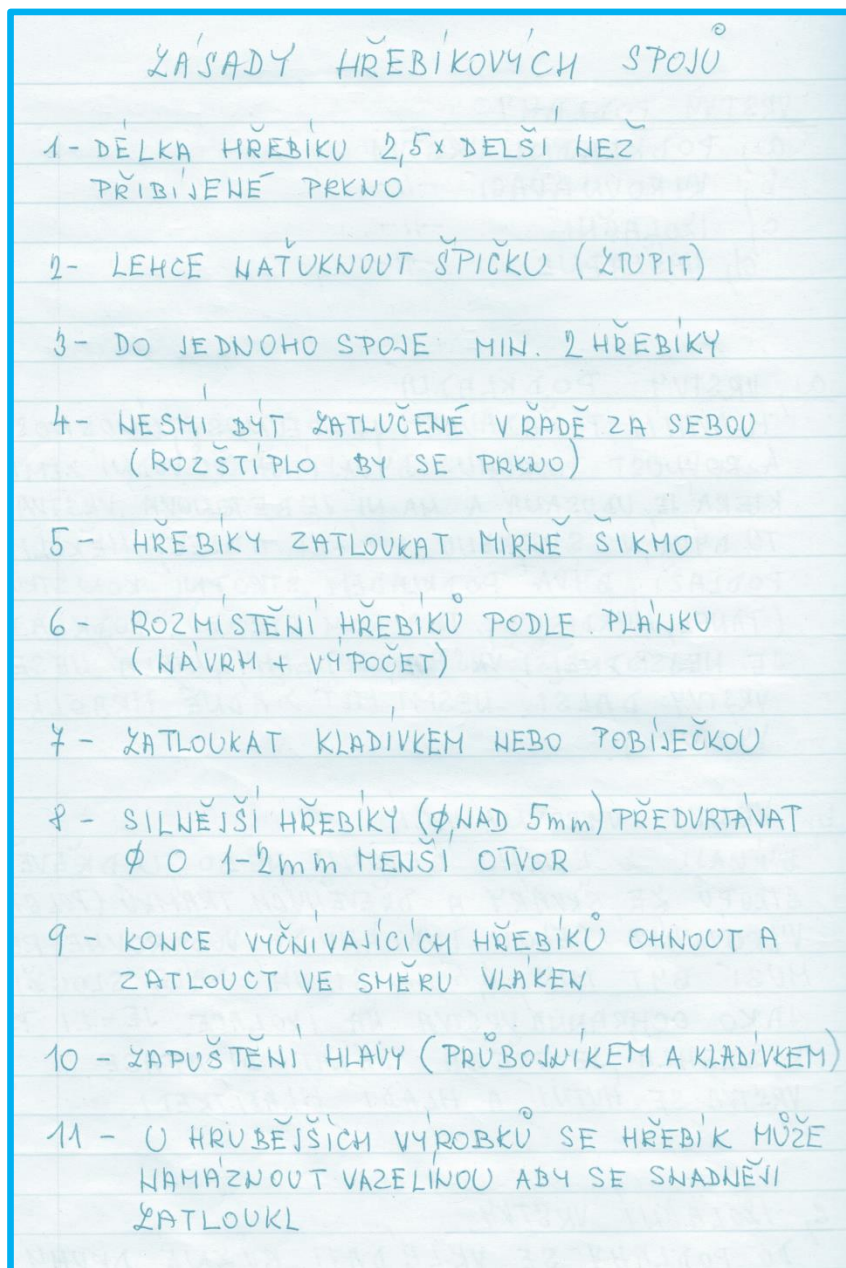 ZÁSADY HŘEBÍKOVÝCH SPOJŮ
1 - DÉLKA HŘEBÍKU 2,5x DELŠÍ NEŽ
PŘIBÍJENÉ PRKNO
2- LEHCE NAŤUKNOUT ŠPIČKU (ZTUPIT)
3 - DO JEDNOHO SPOJE MIN. 2 HŘEBÍKY
4 - NESMÍ BÝT ZATLUČENÉ V ŘADĚ ZA SEBOU
(ROZŠTÍPLO BY SE PRKNO)
5 - HŘEBÍKY ZATLOUKAT MÍRNĚ ŠIKMO
6 - ROZMÍSTĚNÍ HŘEBÍKŮ PODLE PLÁNKU
(NÁVRH A VÝPOČET)
7 - ZATLOUKAT KLADÍVKEM NEBO POBÍJEČKOU
8 - SILNĚJŠÍ HŘEBÍKY (Ø NAD 5mm) PŘEDVRTÁVAT
Ø O 1-2mm MENŠÍ OTVOR
9 - KONCE VYČNÍVAJÍCÍCH HŘEBÍKŮ OHNOUT A
ZATLOUCT VE SMĚRU VLÁKEN
10 - ZAPUŠTĚNÍ HLAVY (PRŮBOJNÍKEM A KLADÍVKEM)
11 - U HRUBĚJŠÍCH VÝROBKŮ SE HŘEBÍK MŮŽE
NAMÁZNOUT VAZELÍNOU ABY SE SNADNĚJI
ZATLOUKL